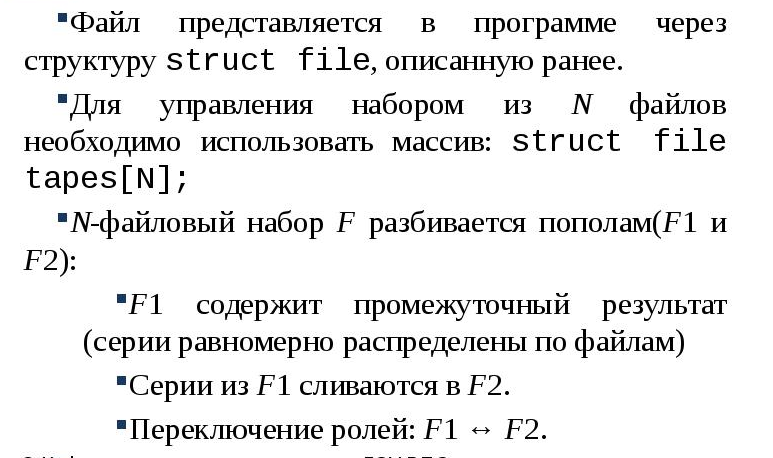 ▪Файл представляется в программе через
структуру struct file, описанную ранее.
▪Для управления набором из N файлов
необходимо использовать массив: struct file
tapes[N];
▪N-файловый набор F разбивается пополам(F1 и
F2):
▪F1 содержит промежуточный результат
(серии равномерно распределены по файлам)
▪Серии из F1 сливаются в F2.
▪Переключение ролей: F1 ↔ F2.